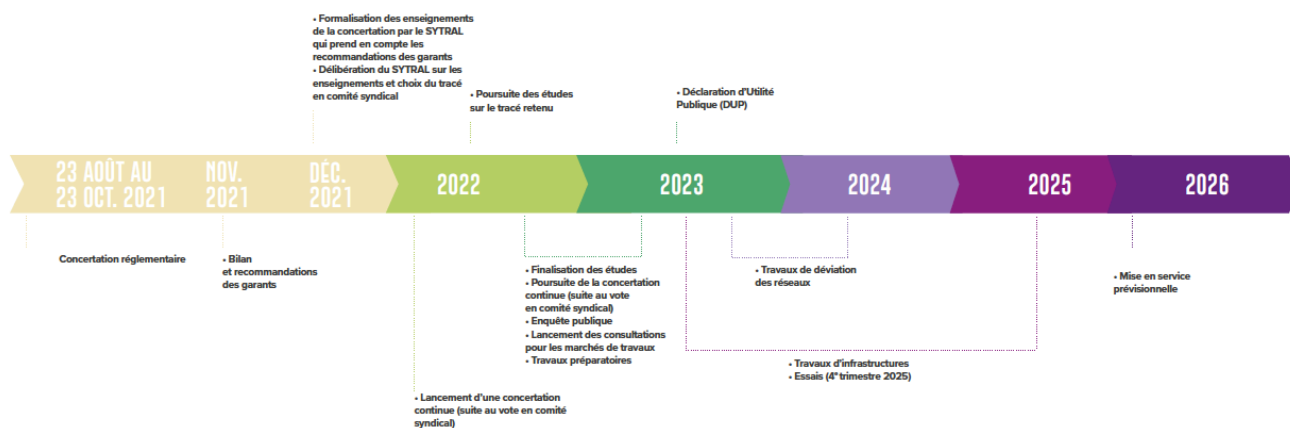 • Formalisation des enseignements
de la concertation par le SYTRAL
qui prend en compte les
recommandations des garants
• Délibération du SYTRAL sur les
enseignements et choix du tracé
en comité syndical
• Poursuite des études
sur le tracé retenu
• Déclaration d'Utilité
Publique (DUP)
23 AOÛT AU
23 OCT. 2021
NOV.
2021
DÉC.
2021
2022
2023
2024
2025
2026
Concertation réglementaire
• Bilan
et recommandations
des garants
• Finalisation des études
• Poursuite de la concertation
continue (suite au vote
en comité syndical)
• Enquête publique
• Lancement des consultations
pour les marchés de travaux
• Travaux préparatoires
• Travaux de déviation
des réseaux
• Mise en service
prévisionnelle
• Travaux d'infrastructures
• Essais (4e trimestre 2025)
• Lancement d'une concertation
continue (suite au vote en comité
syndical)